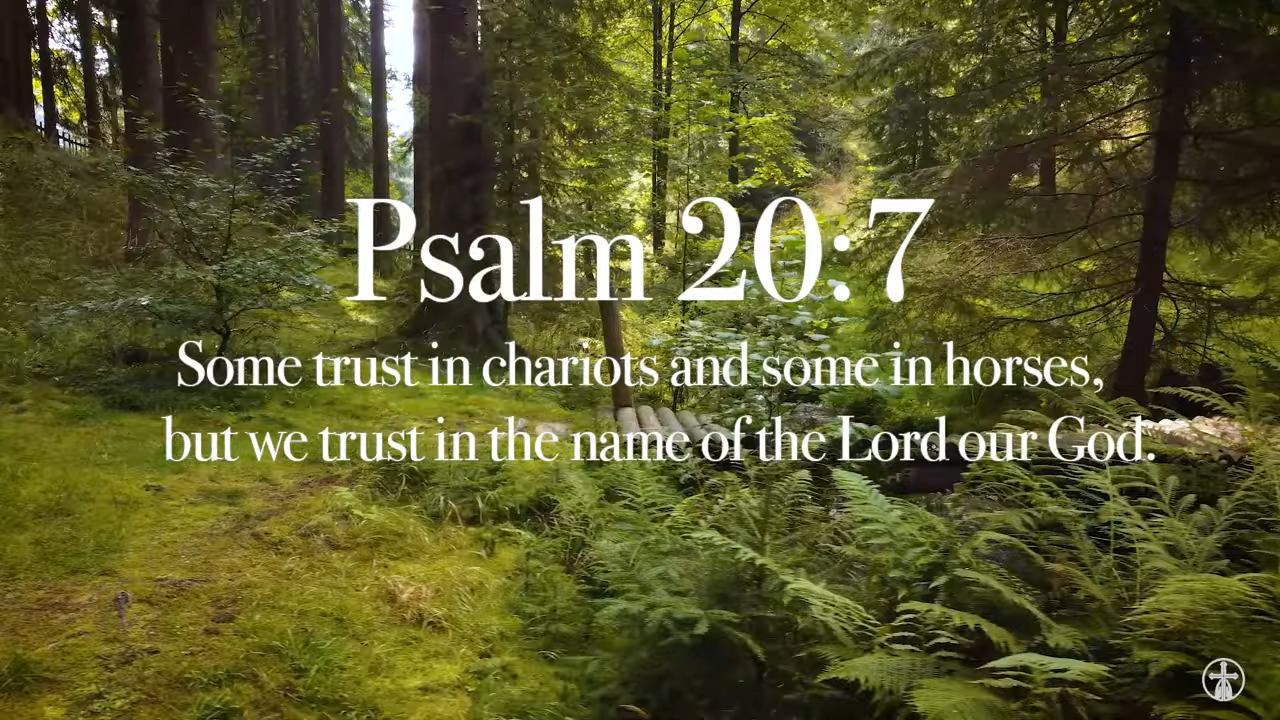 Psalm 20:7
Some trust in chariots and some in horses,
but we trust in the name of the Lord our God.